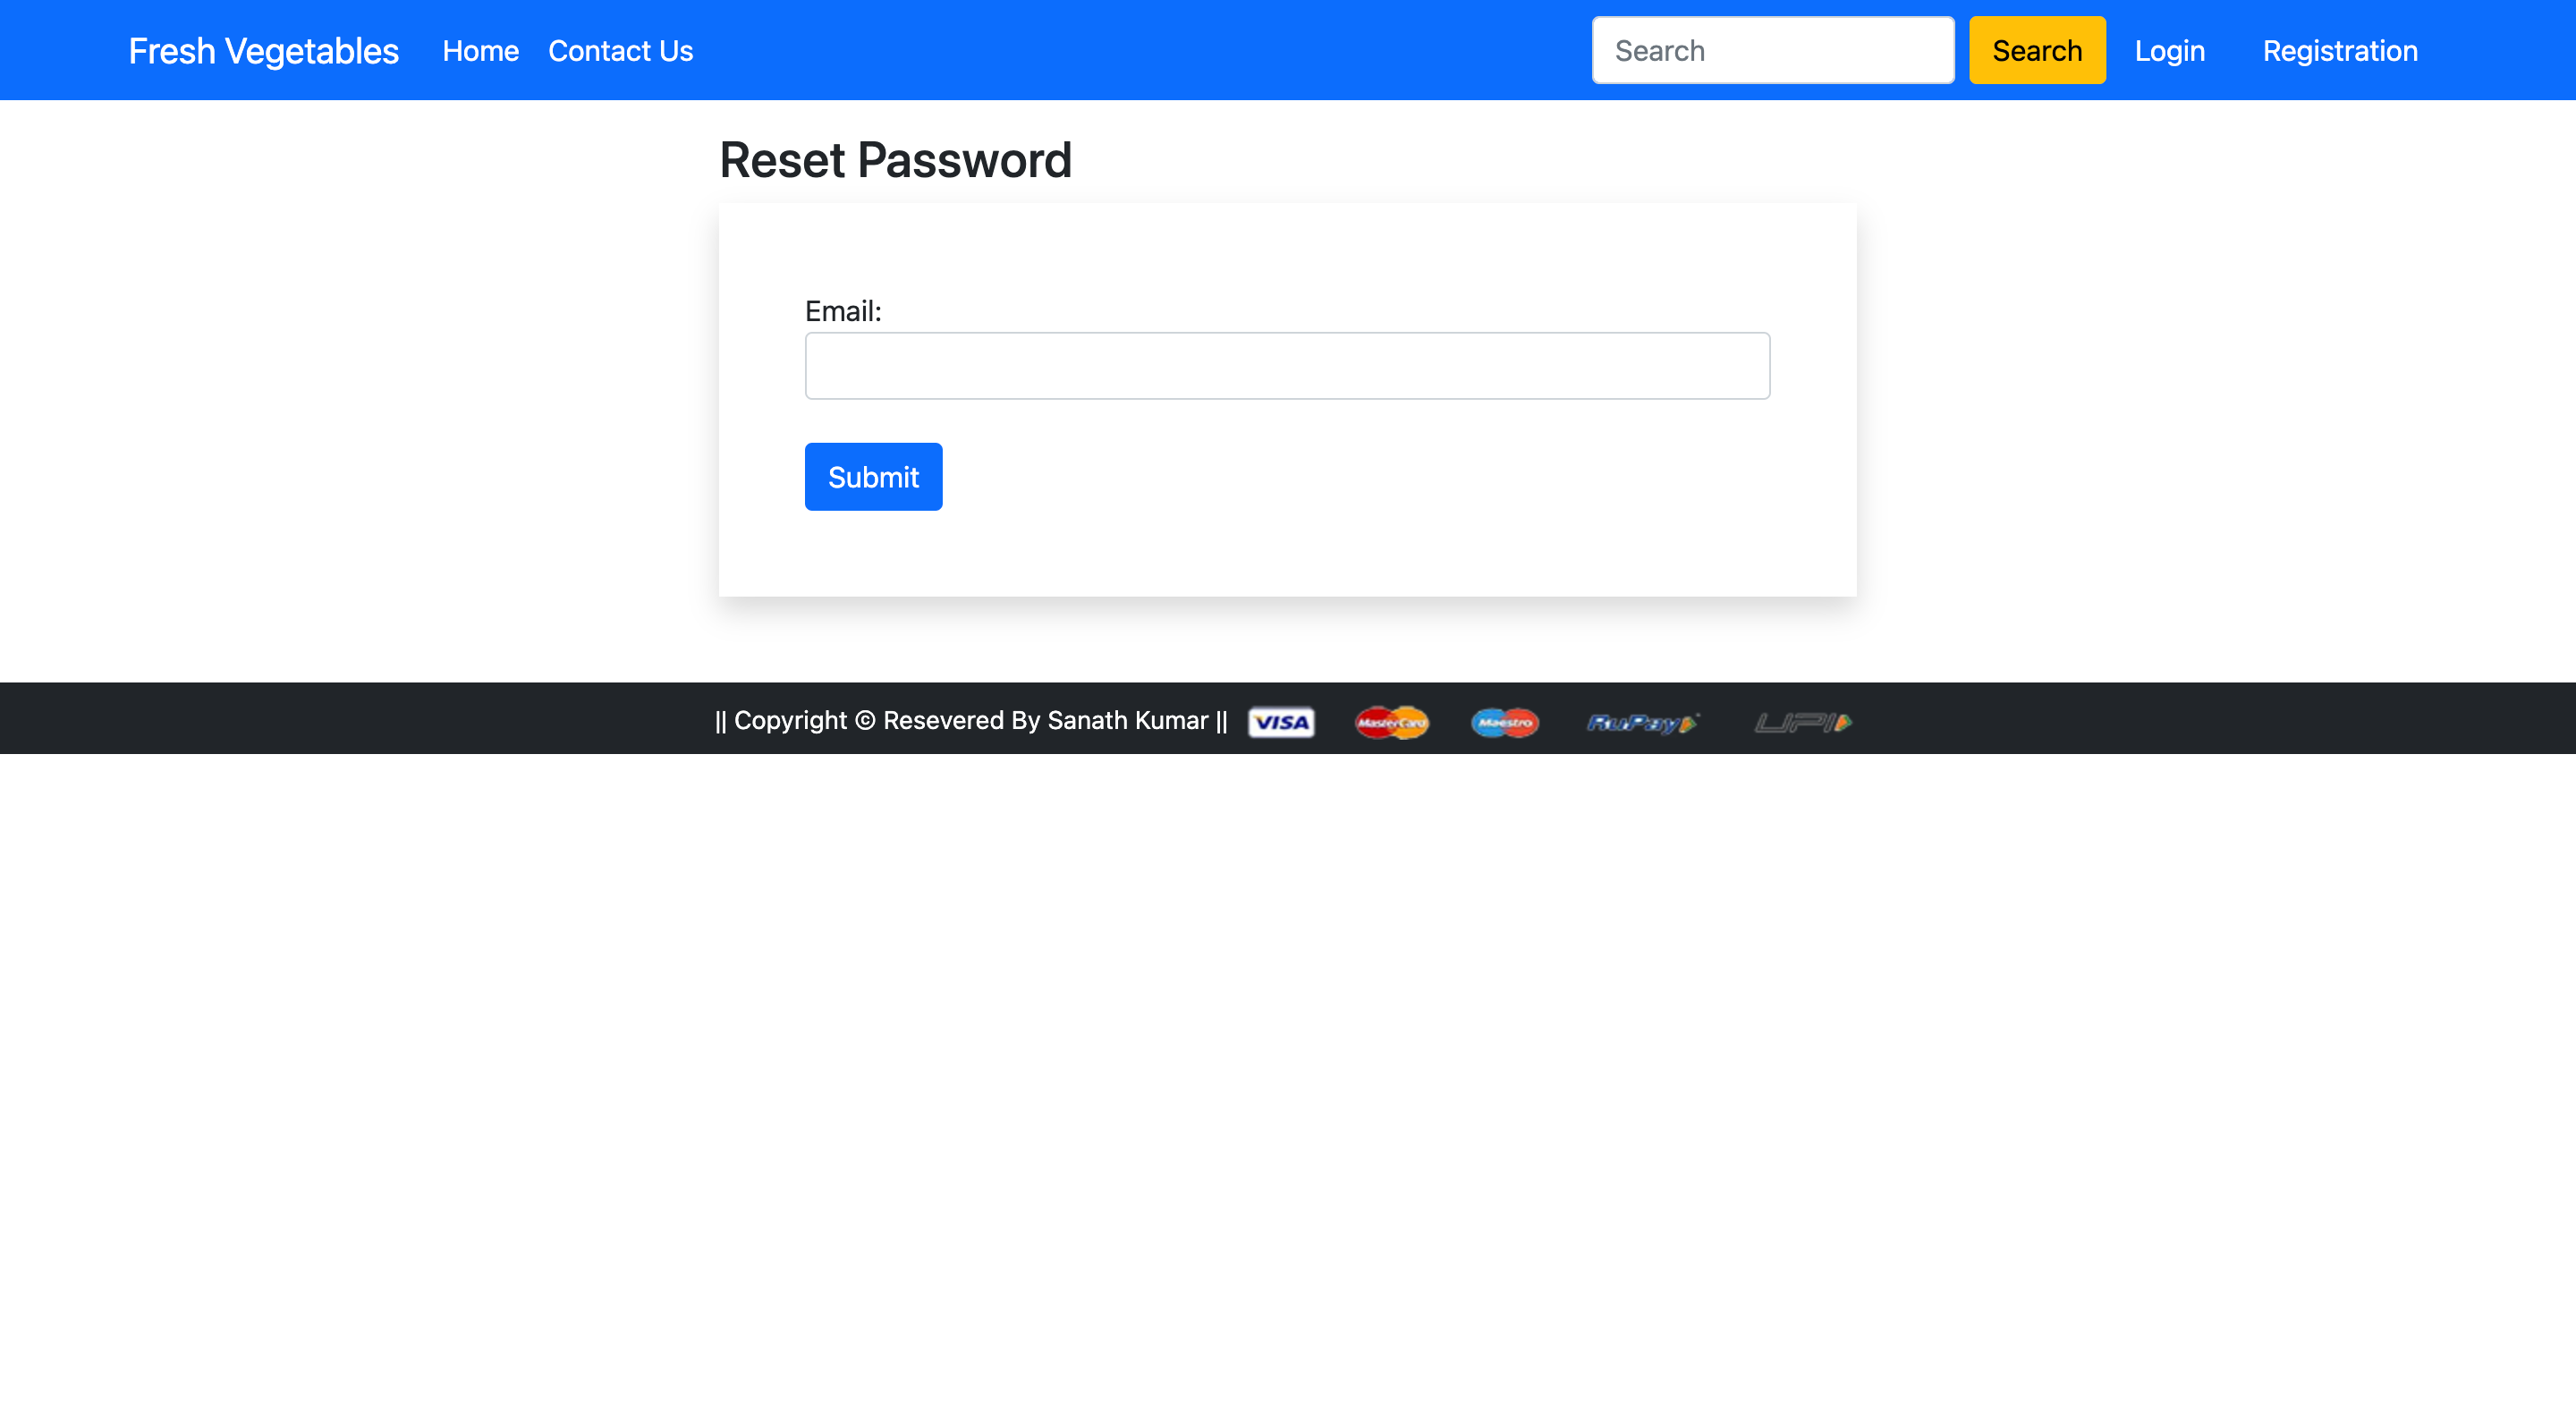 Fresh Vegetables Home Contact Us Search Search Login Registration
Reset Password
Email:
Submit
|| Copyright © Resevered By Sanath Kumar || VISA MasterCard Maestro RuPay UPI